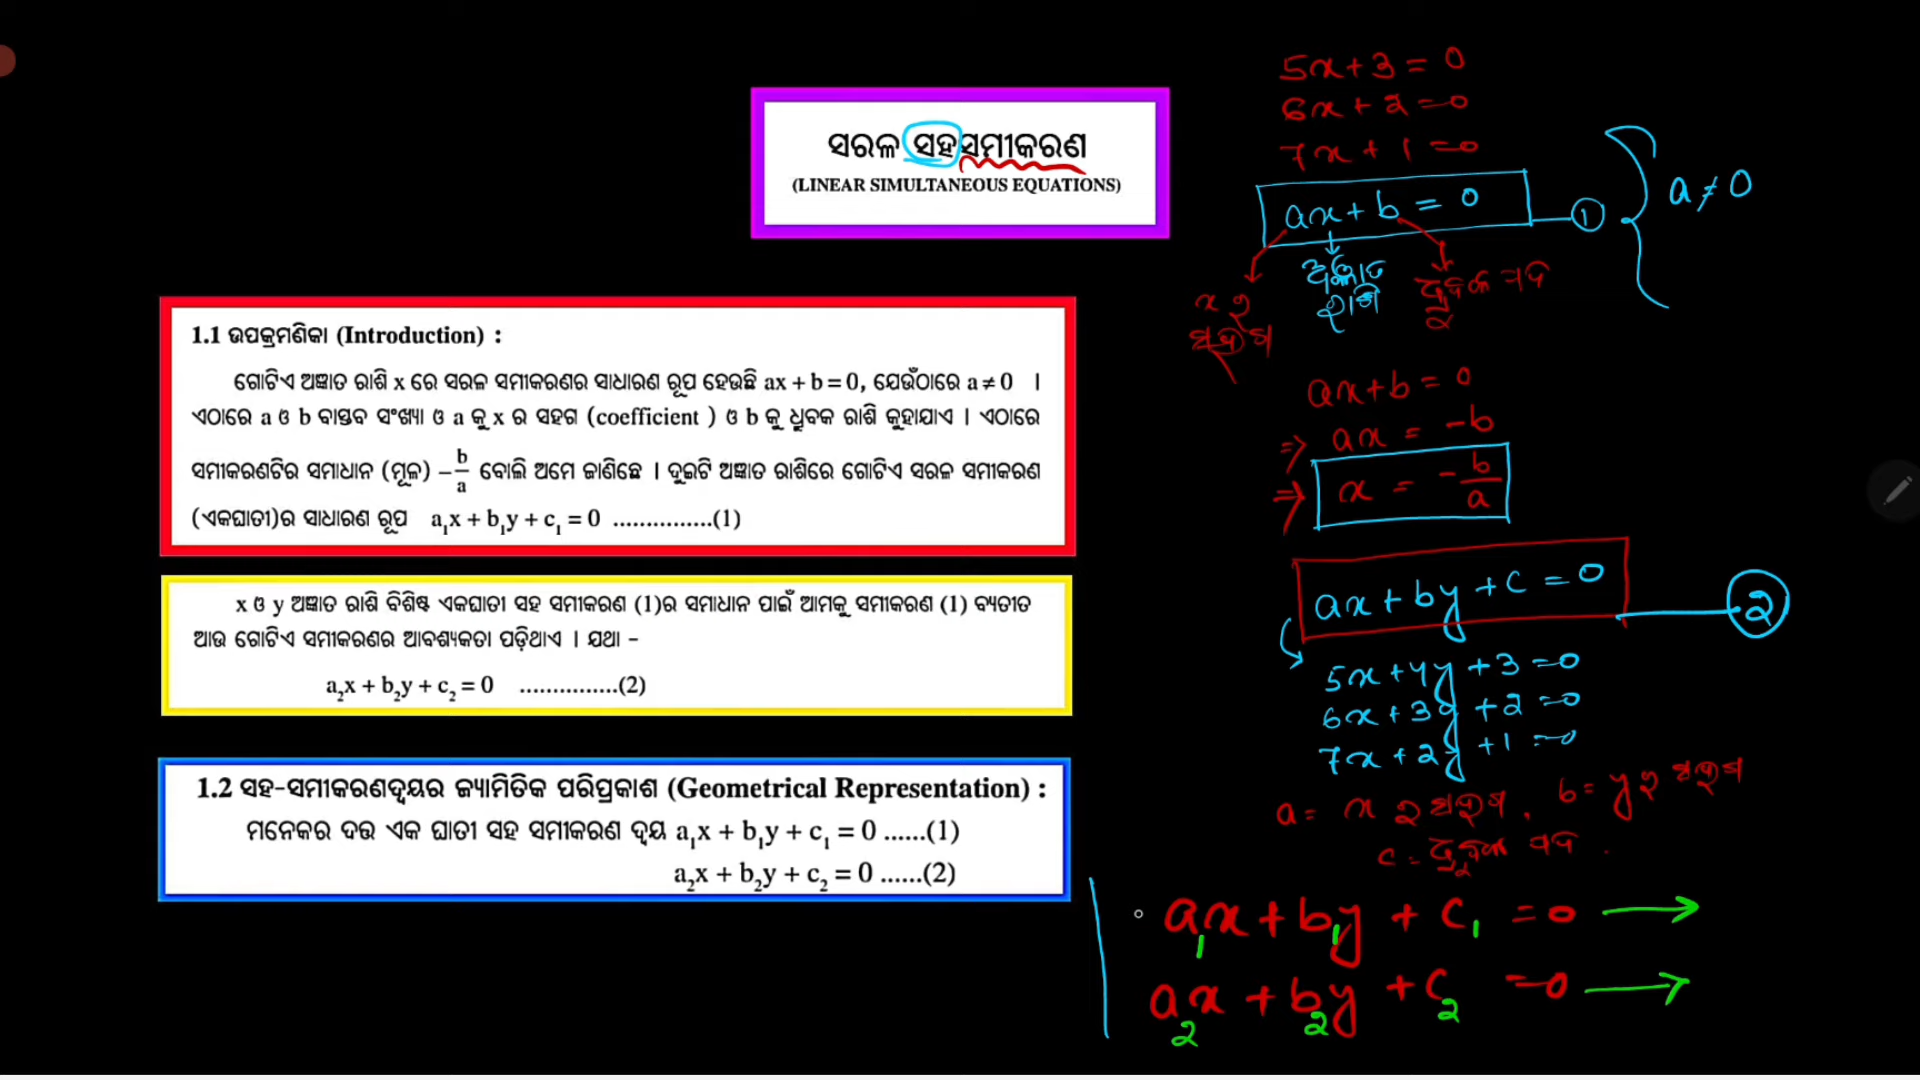 ସରଳ ସହସମୀକରଣ
(LINEAR SIMULTANEOUS EQUATIONS)
1.1 ଉପକ୍ରମଣିକା (Introduction) :
ଗୋଟିଏ ଅଜ୍ଞାତ ରାଶି x ରେ ସରଳ ସମୀକରଣର ସାଧାରଣ ରୂପ ହେଉଛି ax + b = 0, ଯେଉଁଠାରେ a ≠ 0 ।
ଏଠାରେ a ଓ b ବାସ୍ତବ ସଂଖ୍ୟା ଓ a କୁ x ର ସହଗ (coefficient ) ଓ b କୁ ଧ୍ରୁବକ ରାଶି କୁହାଯାଏ । ଏଠାରେ
ସମୀକରଣଟିର ସମାଧାନ (ମୂଳ) –b/a ବୋଲି ଅମେ ଜାଣିଛେ । ଦୁଇଟି ଅଜ୍ଞାତ ରାଶିରେ ଗୋଟିଏ ସରଳ ସମୀକରଣ
(ଏକଘାତୀ)ର ସାଧାରଣ ରୂପ a₁x + b₁y + c₁ = 0 ...............(1)
x ଓ y ଅଜ୍ଞାତ ରାଶି ବିଶିଷ୍ଟ ଏକଘାତୀ ସହ ସମୀକରଣ (1)ର ସମାଧାନ ପାଇଁ ଆମକୁ ସମୀକରଣ (1) ବ୍ୟତୀତ
ଆଉ ଗୋଟିଏ ସମୀକରଣର ଆବଶ୍ୟକତା ପଡ଼ିଥାଏ । ଯଥା –
a₂x + b₂y + c₂ = 0 ...............(2)
1.2 ସହ-ସମୀକରଣଦ୍ୱୟର ଜ୍ୟାମିତିକ ପରିପ୍ରକାଶ (Geometrical Representation) :
ମନେକର ଦତ୍ତ ଏକ ଘାତୀ ସହ ସମୀକରଣ ଦ୍ୱୟ a₁x + b₁y + c₁ = 0 ......(1)
a₂x + b₂y + c₂ = 0 ......(2)
5x + 3 = 0
6x + 2 = 0
7x + 1 = 0
ax + b = 0 ① a ≠ 0
ଅଜ୍ଞାତ
ରାଶି
x ର
ax + b = 0
⇒ ax = -b
⇒ x = -b/a
ax + by + c = 0 ②
5x + 4y + 3 = 0
6x + 3y + 2 = 0
7x + 2y + 1 = 0
a = x ର ସହଗ , b = y ର ସହଗ
c =
a₁x + b₁y + c₁ = 0 →
a₂x + b₂y + c₂ = 0 →